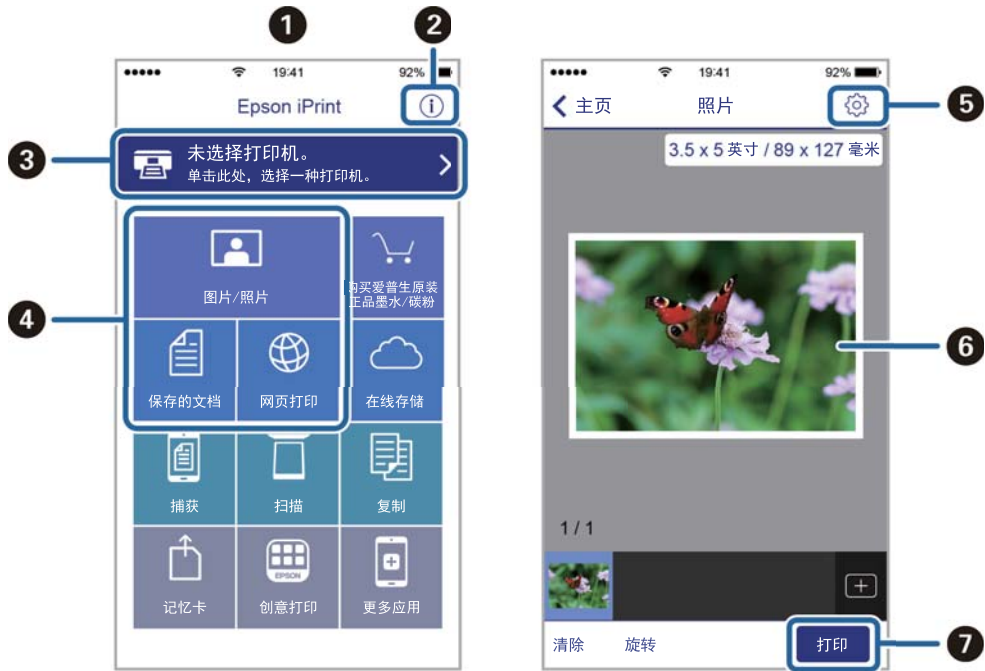 1
2
19:41
92%
Epson iPrint
3
未选择打印机。
单击此处，选择一种打印机。
4
图片/照片
购买爱普生原装
正品墨水/碳粉
保存的文档
网页打印
在线存储
捕获
扫描
复制
EPSON
记忆卡
创意打印
更多应用
19:41
92%
主页
照片
5
3.5 x 5 英寸 / 89 x 127 毫米
6
1 / 1
清除
旋转
打印
7